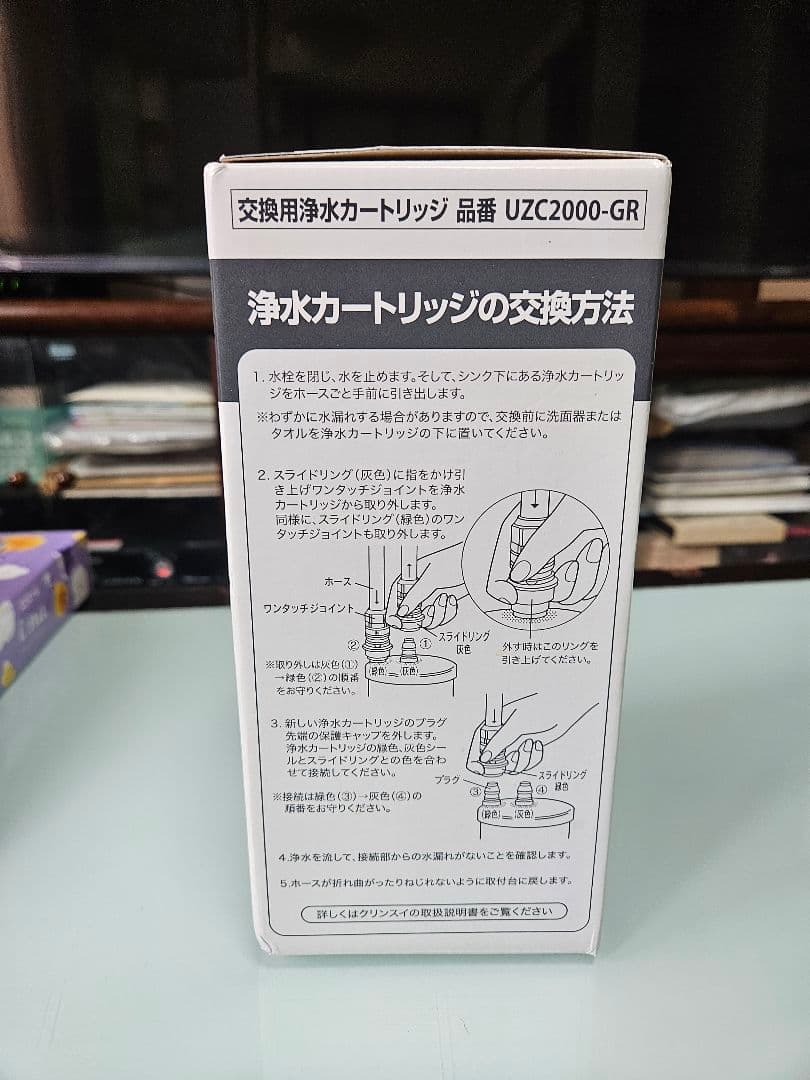 交換用浄水カートリッジ 品番 UZC2000-GR
浄水カートリッジの交換方法
1. 水栓を閉じ、水を止めます。そして、シンク下にある浄水カートリッ
ジをホースごと手前に引き出します。
※わずかに水漏れする場合がありますので、交換前に洗面器または
タオルを浄水カートリッジの下に置いてください。
2. スライドリング(灰色)に指をかけ引
き上げワンタッチジョイントを浄水
カートリッジから取り外します。
同様に、スライドリング(緑色)のワン
タッチジョイントも取り外します。
ホース
ワンタッチジョイント
②
①
スライドリング
灰色
外す時はこのリングを
引き上げてください。
※取り外しは灰色(①)
→緑色(②)の順番
をお守りください。
(緑色)
(灰色)
3. 新しい浄水カートリッジのプラグ
先端の保護キャップを外します。
浄水カートリッジの緑色、灰色シー
ルとスライドリングとの色を合わ
せて接続してください。
※接続は緑色(③)→灰色(④)の
順番をお守りください。
プラグ
③
④
スライドリング
緑色
(緑色)
(灰色)
4.浄水を流して、接続部からの水漏れがないことを確認します。
5.ホースが折れ曲がったりねじれないように取付台に戻します。
詳しくはクリンスイの取扱説明書をご覧ください